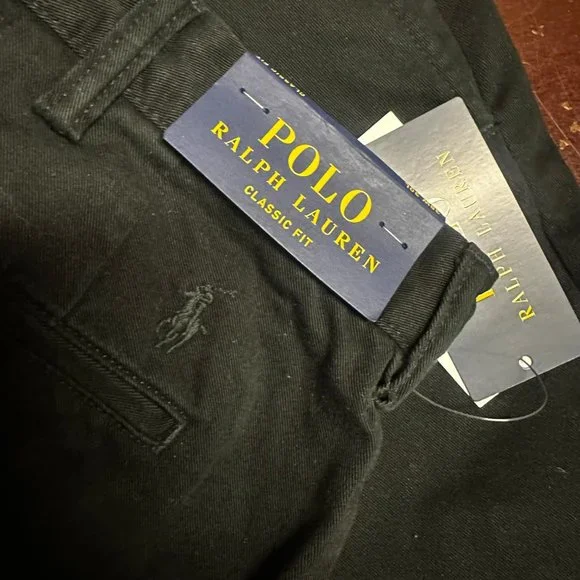 POLO
RALPH LAUREN
CLASSIC FIT
RALPH LAUREN